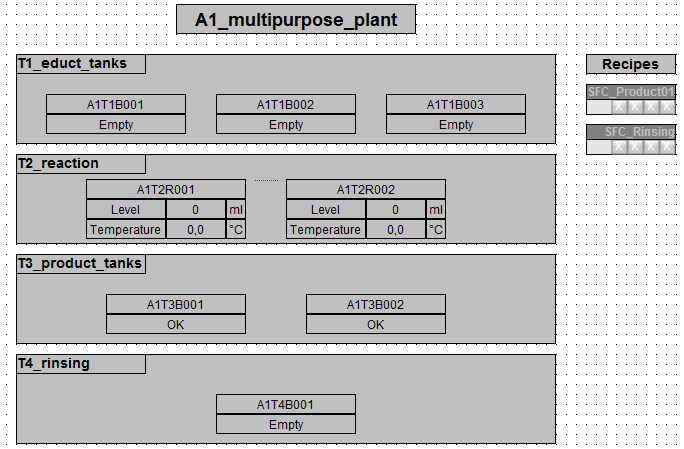 A1_multipurpose_plant
T1_educt_tanks
A1T1B001 A1T1B002 A1T1B003
Empty Empty Empty
T2_reaction
A1T2R001 A1T2R002
Level 0 ml Level 0 ml
Temperature 0,0 °C Temperature 0,0 °C
T3_product_tanks
A1T3B001 A1T3B002
OK OK
T4_rinsing
A1T4B001
Empty
Recipes
SFC_Product01
X X X X
SFC_Rinsing
X X X X